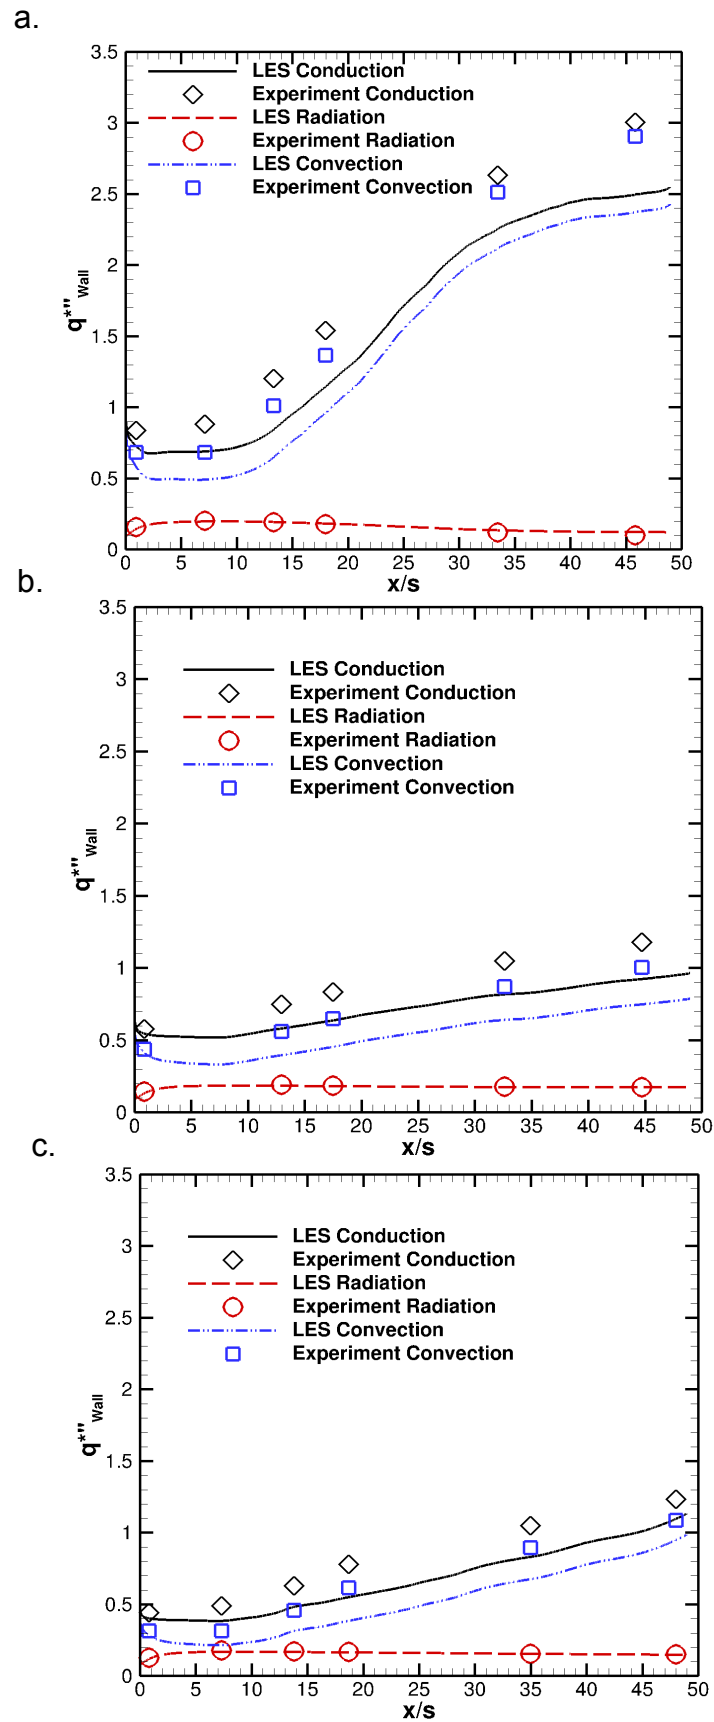 a.
3.5
3
2.5
2
1.5
1
0.5
0
q*"Wall
LES Conduction
Experiment Conduction
LES Radiation
Experiment Radiation
LES Convection
Experiment Convection
0 5 10 15 20 25 30 35 40 45 50
x/s
b.
3.5
3
2.5
2
1.5
1
0.5
0
q*"Wall
LES Conduction
Experiment Conduction
LES Radiation
Experiment Radiation
LES Convection
Experiment Convection
0 5 10 15 20 25 30 35 40 45 50
x/s
c.
3.5
3
2.5
2
1.5
1
0.5
0
q*"Wall
LES Conduction
Experiment Conduction
LES Radiation
Experiment Radiation
LES Convection
Experiment Convection
0 5 10 15 20 25 30 35 40 45 50
x/s